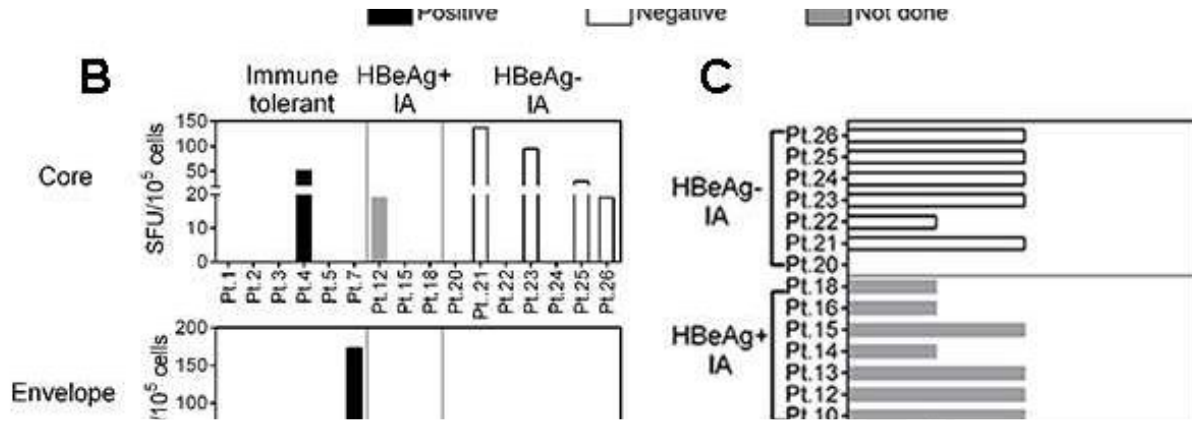 Positive Negative Not done
B
Immune tolerant
HBeAg+ IA
HBeAg- IA
Core
SFU/10⁵ cells
150
100
50
20
10
0
Pt.1 Pt.2 Pt.3 Pt.4 Pt.5 Pt.7 Pt.12 Pt.15 Pt.18 Pt.20 Pt.21 Pt.22 Pt.23 Pt.25 Pt.26
Envelope
/10⁵ cells
200
150
100
C
HBeAg- IA
Pt.26
Pt.25
Pt.24
Pt.23
Pt.22
Pt.21
Pt.20
HBeAg+ IA
Pt.18
Pt.16
Pt.15
Pt.14
Pt.13
Pt.12
Pt.10